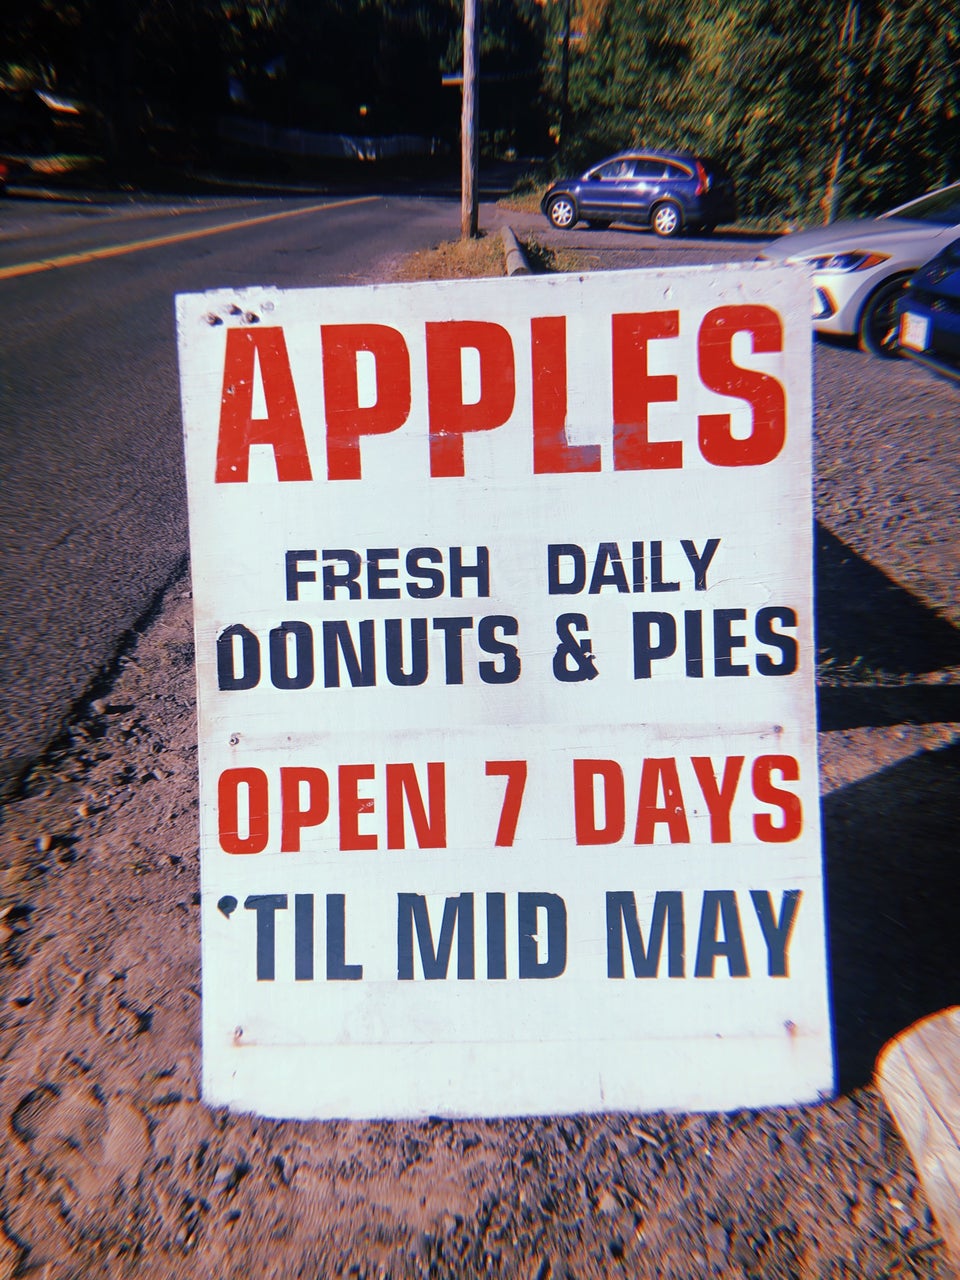 APPLES
FRESH DAILY
DONUTS & PIES
OPEN 7 DAYS
'TIL MID MAY